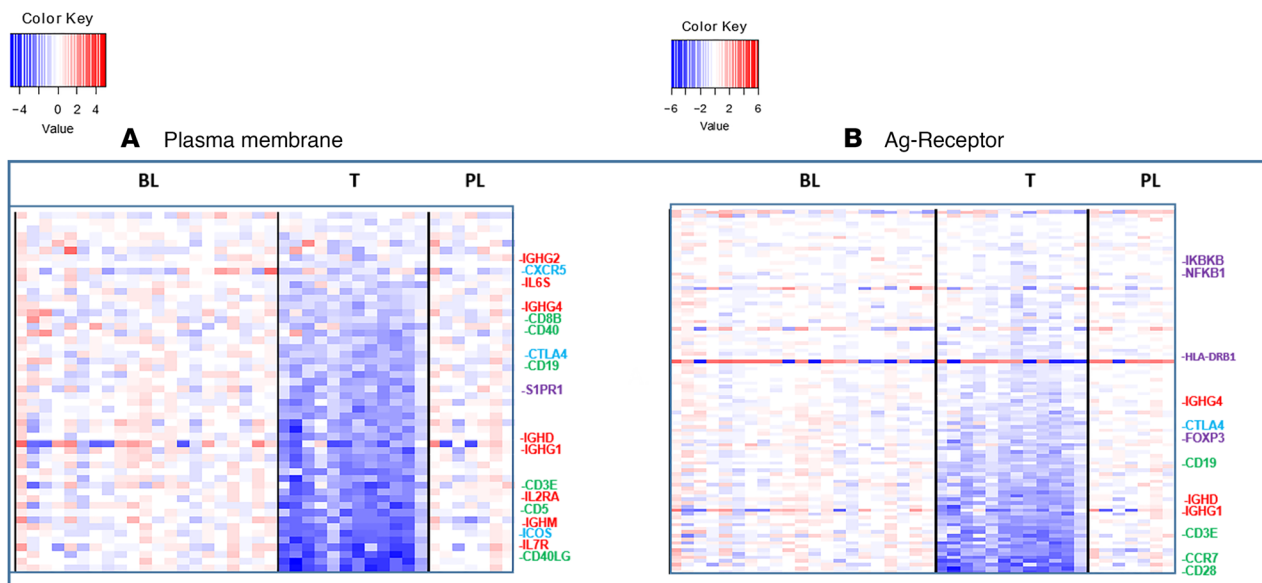 Color Key
-4 0 2 4
Value
A Plasma membrane
BL T PL
-IGHG2
-CXCR5
-IL6S
-IGHG4
-CD8B
-CD40
-CTLA4
-CD19
-S1PR1
-IGHD
-IGHG1
-CD3E
-IL2RA
-CD5
-IGHM
-ICOS
-IL7R
-CD40LG
Color Key
-6 -2 2 6
Value
B Ag-Receptor
BL T PL
-IKBKB
-NFKB1
-HLA-DRB1
-IGHG4
-CTLA4
-FOXP3
-CD19
-IGHD
-IGHG1
-CD3E
-CCR7
-CD28